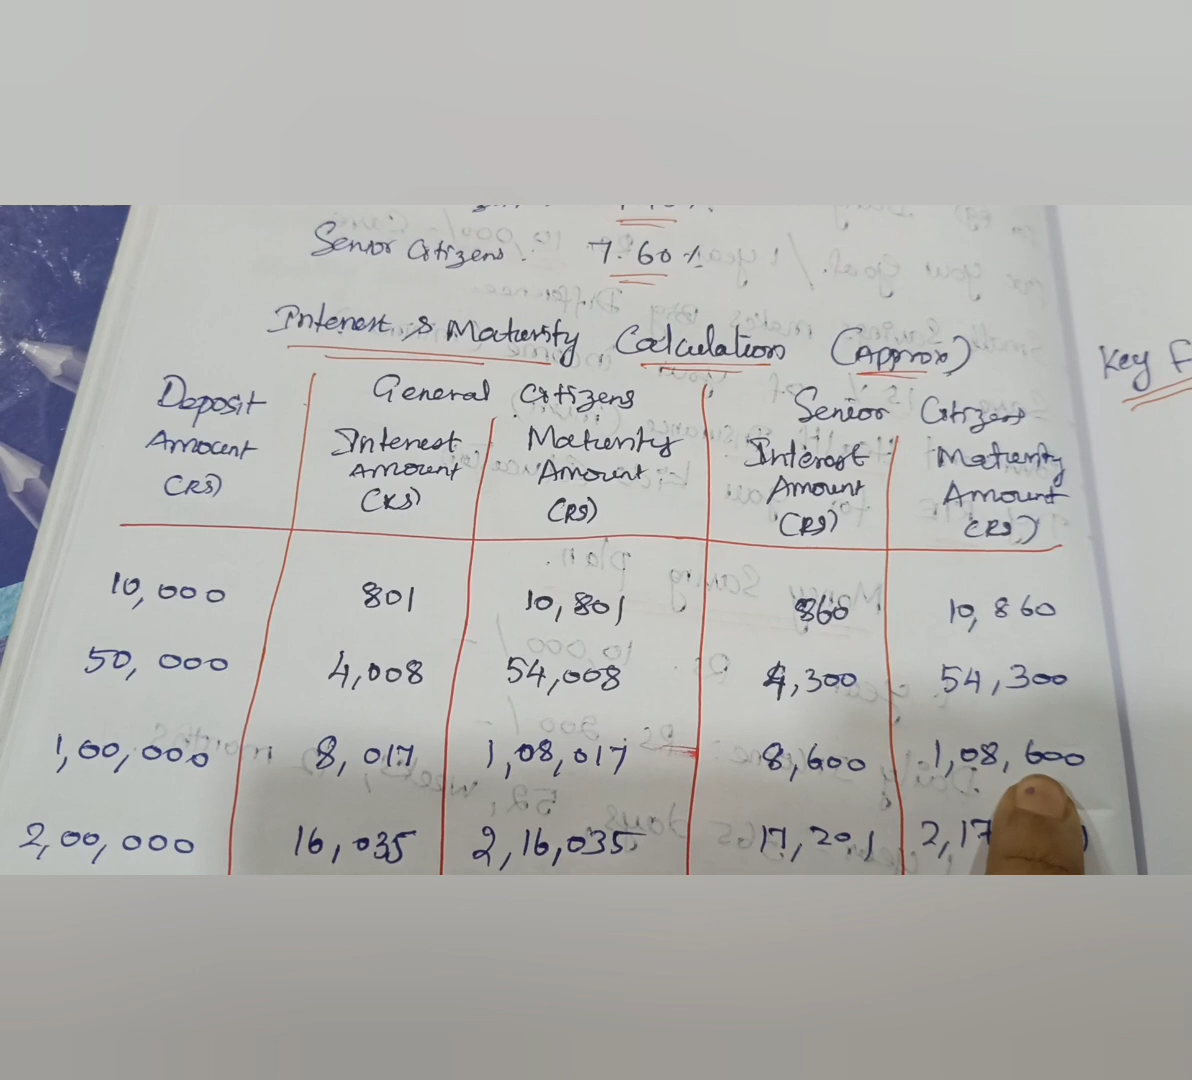 Senior Citizens: 7.60%
Interest & Maturity Calculation (Approx)
Key
Deposit Amount (RS)
General Citizens
Senior Citizens
Interest Amount (RS)
Maturity Amount (RS)
Interest Amount (RS)
Maturity Amount (RS)
10,000 801 10,801 860 10,860
50,000 4,008 54,008 4,300 54,300
1,00,000 8,017 1,08,017 8,600 1,08,600
2,00,000 16,035 2,16,035 17,201 2,17